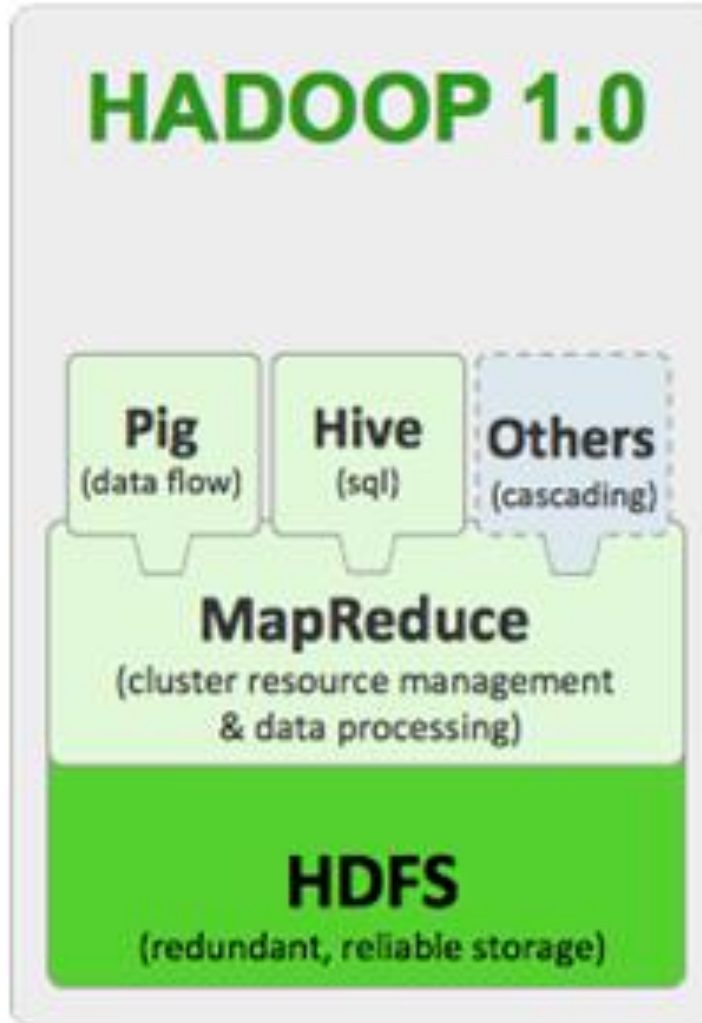 HADOOP 1.0
Pig
(data flow)
Hive
(sql)
Others
(cascading)
MapReduce
(cluster resource management
& data processing)
HDFS
(redundant, reliable storage)